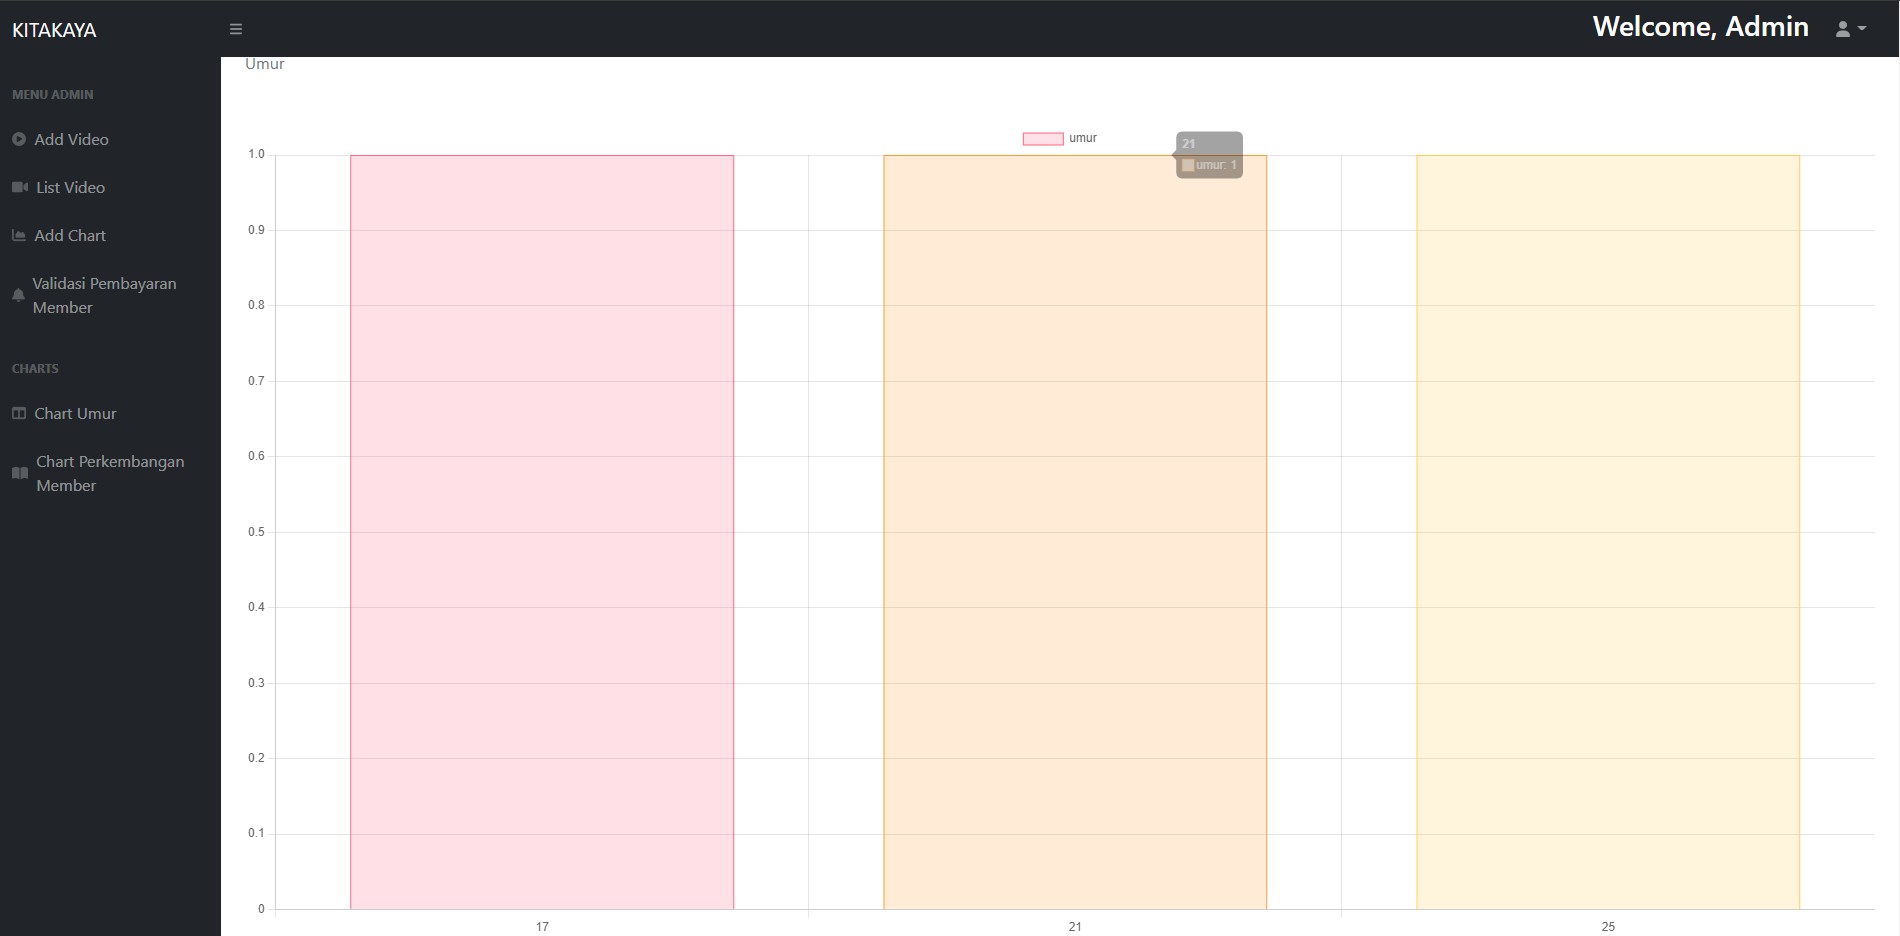 KITAKAYA
Welcome, Admin
MENU ADMIN
Add Video
List Video
Add Chart
Validasi Pembayaran
Member
CHARTS
Chart Umur
Chart Perkembangan
Member
Umur
umur
21
umur: 1
1.0
0.9
0.8
0.7
0.6
0.5
0.4
0.3
0.2
0.1
0
17
21
25